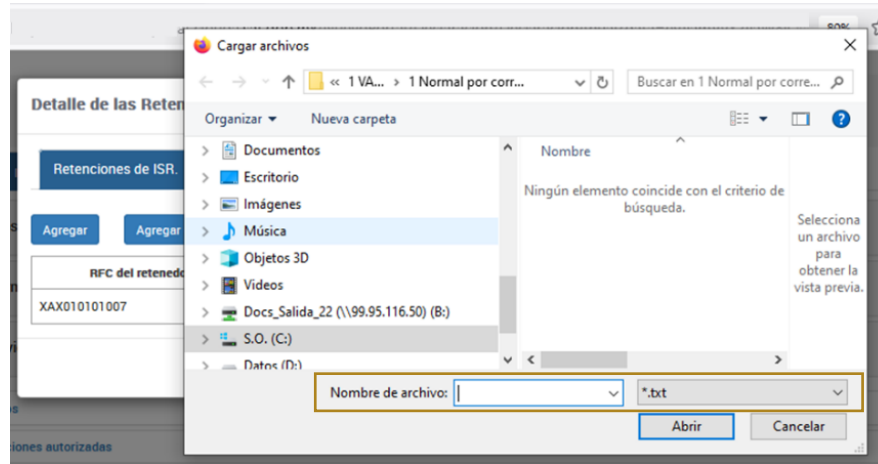 80%
Cargar archivos
« 1 VA... > 1 Normal por corr...
Buscar en 1 Normal por corre...
Detalle de las Reten
Organizar
Nueva carpeta
Retenciones de ISR.
Agregar
Agregar
RFC del retenedo
XAX010101007
Documentos
Escritorio
Imágenes
Música
Objetos 3D
Videos
Docs_Salida_22 (\\99.95.116.50) (B:)
S.O. (C:)
Datos (D:)
Nombre
Ningún elemento coincide con el criterio de
búsqueda.
Selecciona
un archivo
para
obtener la
vista previa.
Nombre de archivo:
*.txt
Abrir
Cancelar
iones autorizadas